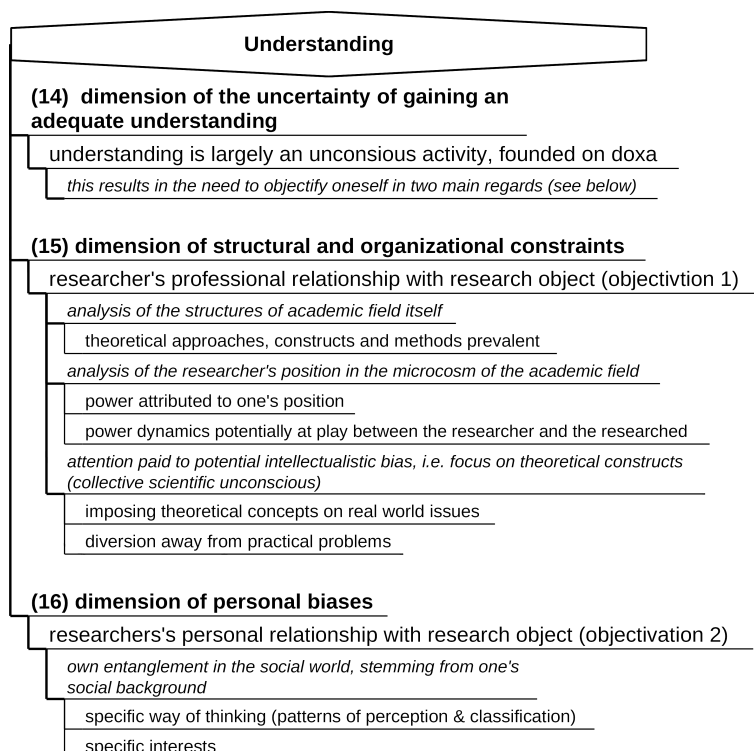 Understanding
(14)  dimension of the uncertainty of gaining an
adequate understanding
understanding is largely an unconsious activity, founded on doxa
this results in the need to objectify oneself in two main regards (see below)
(15) dimension of structural and organizational constraints
researcher's professional relationship with research object (objectivtion 1)
analysis of the structures of academic field itself
theoretical approaches, constructs and methods prevalent
analysis of the researcher's position in the microcosm of the academic field
power attributed to one's position
power dynamics potentially at play between the researcher and the researched
attention paid to potential intellectualistic bias, i.e. focus on theoretical constructs
(collective scientific unconscious)
imposing theoretical concepts on real world issues
diversion away from practical problems
(16) dimension of personal biases
researchers's personal relationship with research object (objectivation 2)
own entanglement in the social world, stemming from one's
social background
specific way of thinking (patterns of perception & classification)
specific interests